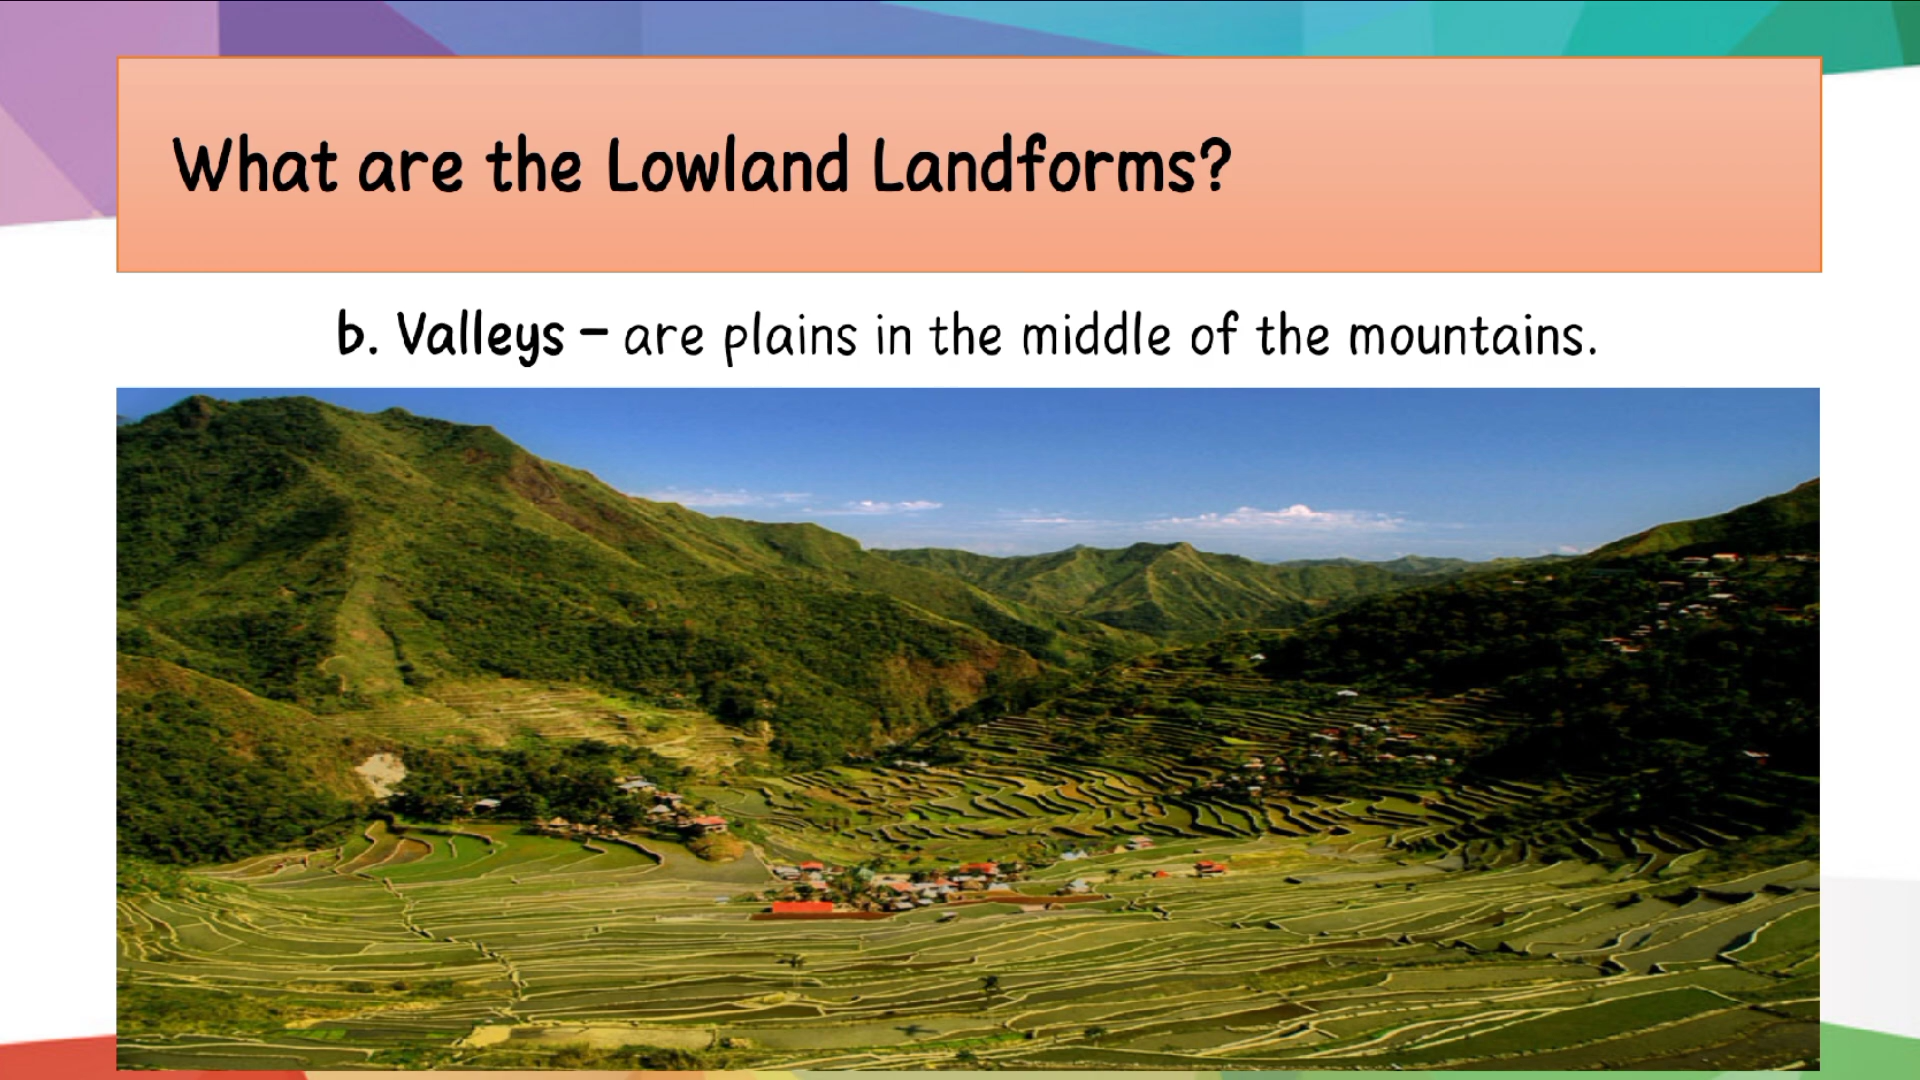 What are the Lowland Landforms?
b. Valleys – are plains in the middle of the mountains.